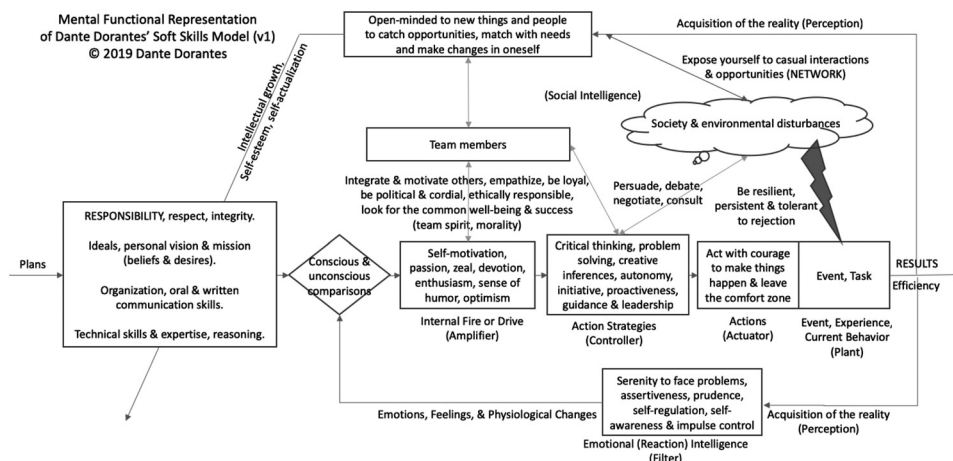 Mental Functional Representation
of Dante Dorantes' Soft Skills Model (v1)
© 2019 Dante Dorantes
Open-minded to new things and people
to catch opportunities, match with needs
and make changes in oneself
Acquisition of the reality (Perception)
Expose yourself to casual interactions
& opportunities (NETWORK)
Intellectual growth,
Self-esteem, self-actualization
(Social Intelligence)
Society & environmental disturbances
Team members
Integrate & motivate others, empathize, be loyal,
be political & cordial, ethically responsible,
look for the common well-being & success
(team spirit, morality)
Persuade, debate,
negotiate, consult
Be resilient,
persistent & tolerant
to rejection
Plans
RESPONSIBILITY, respect, integrity.
Ideals, personal vision & mission
(beliefs & desires).
Organization, oral & written
communication skills.
Technical skills & expertise, reasoning.
Conscious &
unconscious
comparisons
Self-motivation,
passion, zeal, devotion,
enthusiasm, sense of
humor, optimism
Internal Fire or Drive
(Amplifier)
Critical thinking, problem
solving, creative
inferences, autonomy,
initiative, proactiveness,
guidance & leadership
Action Strategies
(Controller)
Act with courage
to make things
happen & leave
the comfort zone
Actions
(Actuator)
Event, Task
Event, Experience,
Current Behavior
(Plant)
RESULTS
Efficiency
Emotions, Feelings, & Physiological Changes
Serenity to face problems,
assertiveness, prudence,
self-regulation, self-
awareness & impulse control
Emotional (Reaction) Intelligence
(Filter)
Acquisition of the reality
(Perception)